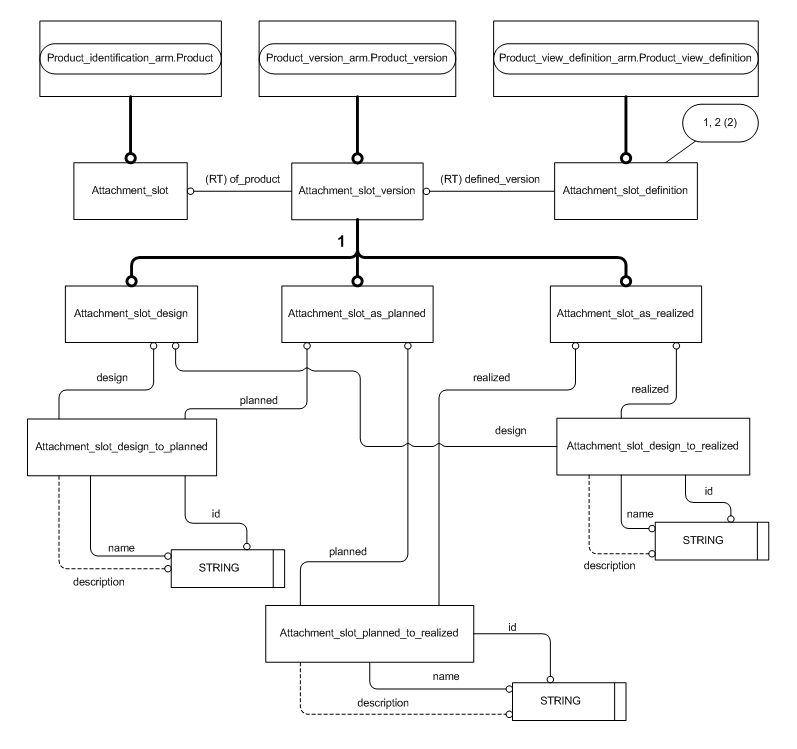 Product_identification_arm.Product
Product_version_arm.Product_version
Product_view_definition_arm.Product_view_definition
1, 2 (2)
Attachment_slot
(RT) of_product
Attachment_slot_version
(RT) defined_version
Attachment_slot_definition
1
Attachment_slot_design
Attachment_slot_as_planned
Attachment_slot_as_realized
design
planned
realized
realized
design
Attachment_slot_design_to_planned
Attachment_slot_design_to_realized
id
name
description
STRING
id
name
description
STRING
planned
Attachment_slot_planned_to_realized
id
name
description
STRING